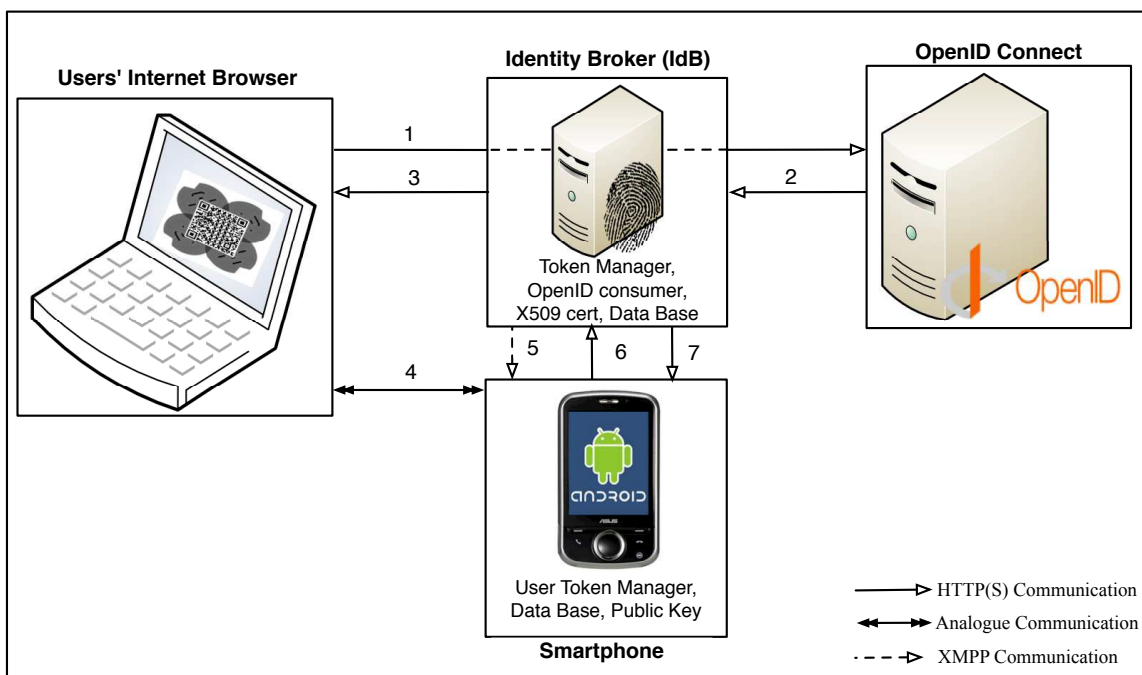 Users' Internet Browser
Identity Broker (IdB)
OpenID Connect
1
3
2
Token Manager,
OpenID consumer,
X509 cert, Data Base
OpenID
5
6
7
4
ANDROID
ASUS
User Token Manager,
Data Base, Public Key
Smartphone
HTTP(S) Communication
Analogue Communication
XMPP Communication